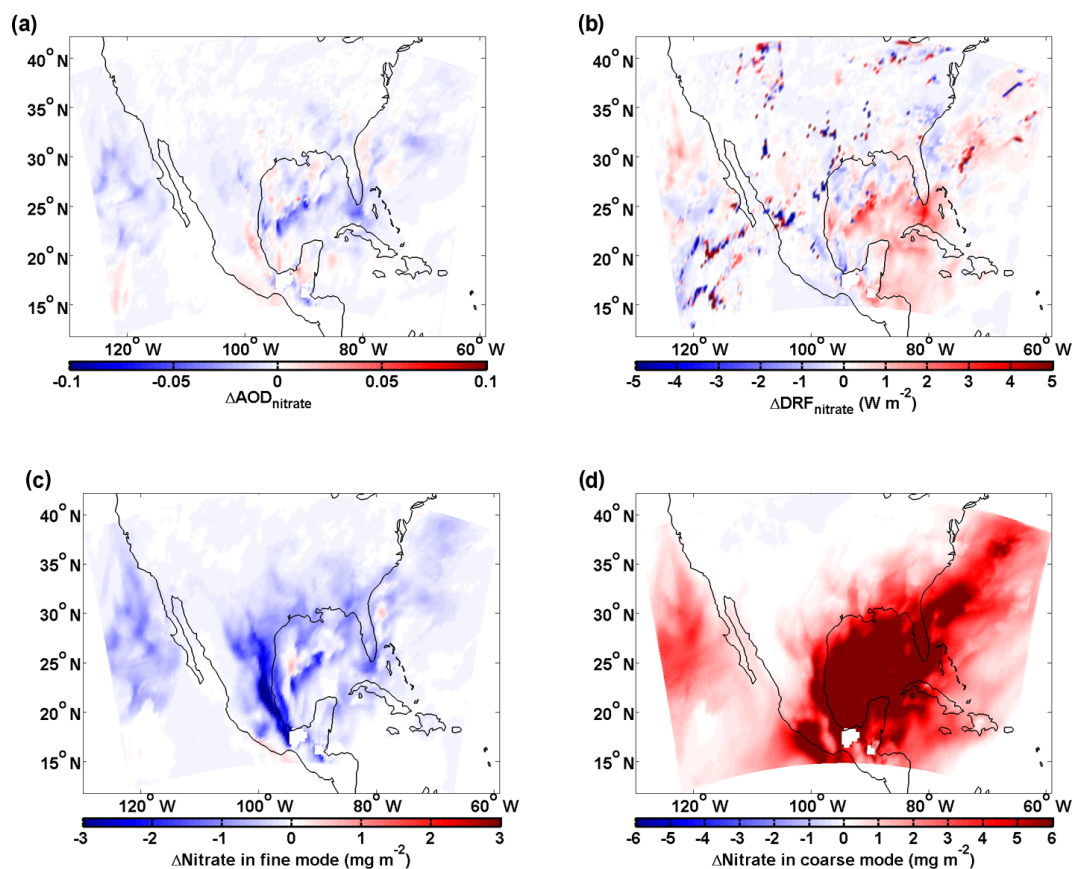 (a)
40° N
35° N
30° N
25° N
20° N
15° N
120° W
100° W
80° W
60° W
-0.1
-0.05
0
0.05
0.1
ΔAOD_nitrate
(b)
40° N
35° N
30° N
25° N
20° N
15° N
120° W
100° W
80° W
60° W
-5 -4 -3 -2 -1 0 1 2 3 4 5
ΔDRF_nitrate (W m⁻²)
(c)
40° N
35° N
30° N
25° N
20° N
15° N
120° W
100° W
80° W
60° W
-3 -2 -1 0 1 2 3
ΔNitrate in fine mode (mg m⁻²)
(d)
40° N
35° N
30° N
25° N
20° N
15° N
120° W
100° W
80° W
60° W
-6 -5 -4 -3 -2 -1 0 1 2 3 4 5 6
ΔNitrate in coarse mode (mg m⁻²)